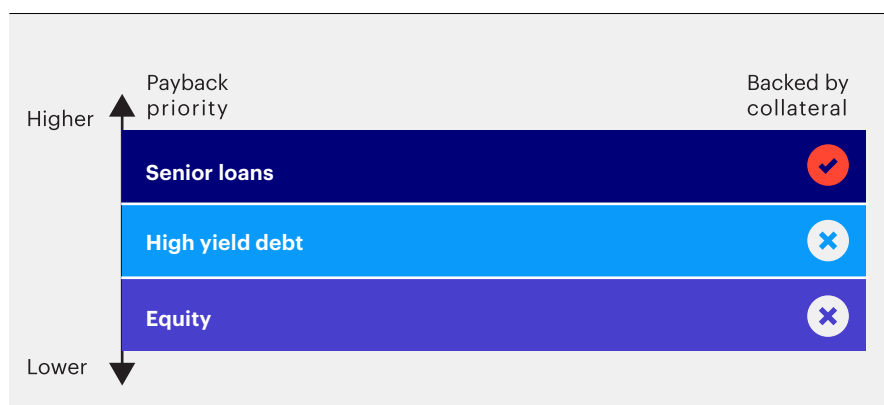 Payback
priority
Backed by
collateral
Higher
Senior loans
High yield debt
Equity
Lower